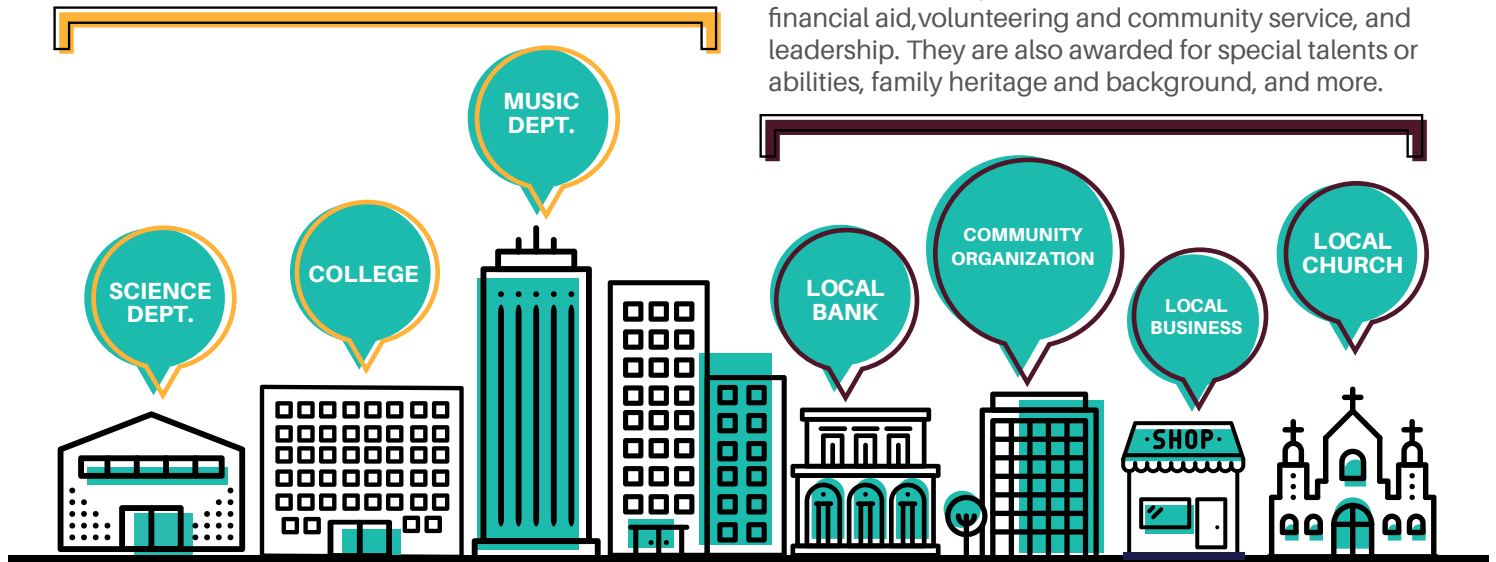 financial aid,volunteering and community service, and
leadership. They are also awarded for special talents or
abilities, family heritage and background, and more.
MUSIC
DEPT.
SCIENCE
DEPT.
COLLEGE
LOCAL
BANK
COMMUNITY
ORGANIZATION
LOCAL
BUSINESS
LOCAL
CHURCH
·SHOP·